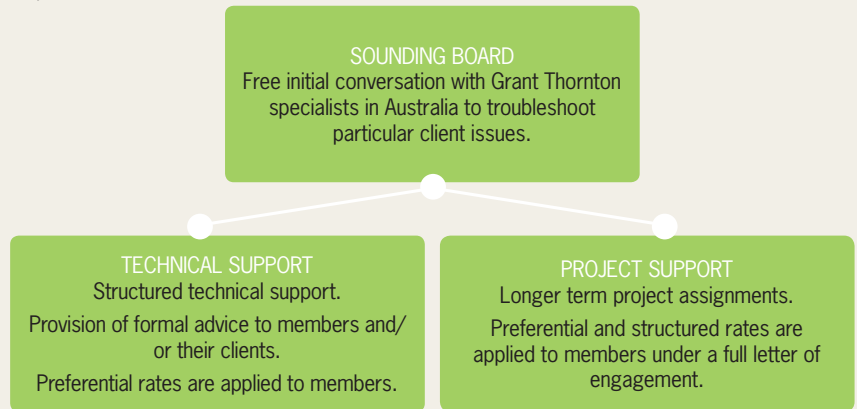 SOUNDING BOARD
Free initial conversation with Grant Thornton
specialists in Australia to troubleshoot
particular client issues.
TECHNICAL SUPPORT
Structured technical support.
Provision of formal advice to members and/
or their clients.
Preferential rates are applied to members.
PROJECT SUPPORT
Longer term project assignments.
Preferential and structured rates are
applied to members under a full letter of
engagement.